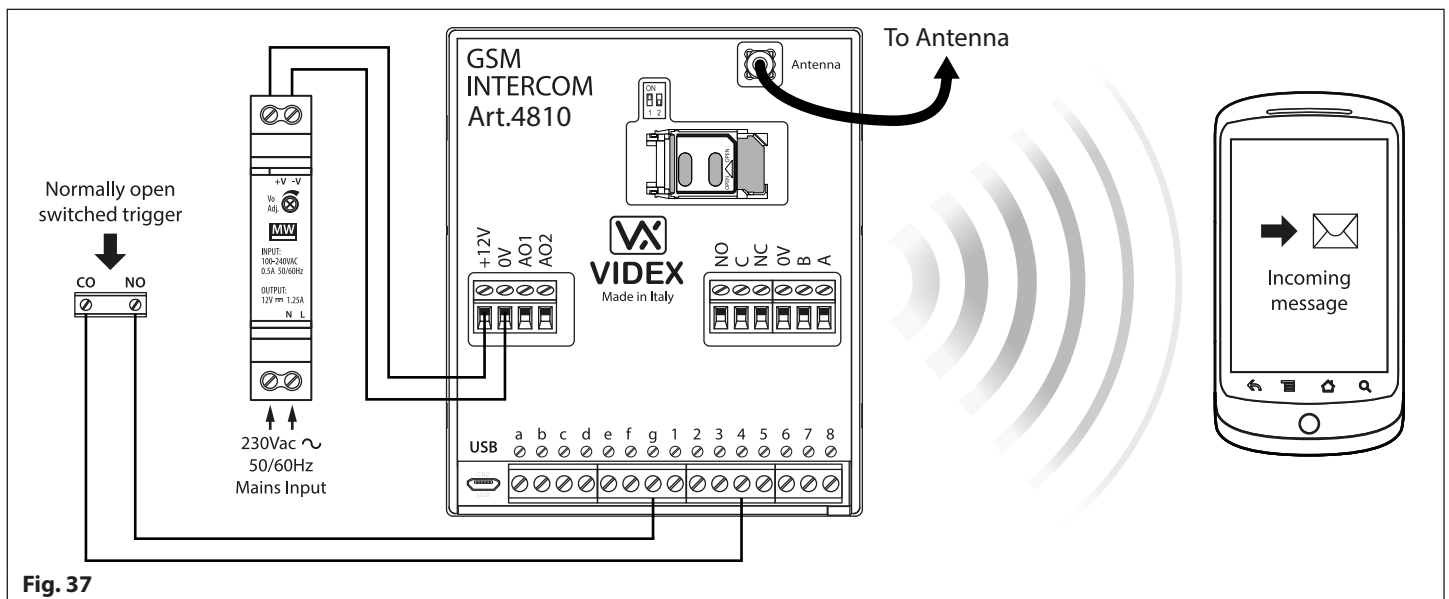 GSM
INTERCOM
Art.4810
Antenna
To Antenna
ON
1 2
OPEN
OPEN
Normally open
switched trigger
CO NO
+V -V
Vo
Adj.
MW
INPUT:
100-240VAC
0.5A 50/60Hz
OUTPUT:
12V 1.25A
N L
230Vac ~
50/60Hz
Mains Input
+12V
0V
AO1
AO2
VX
VIDEX
Made in Italy
NO
C
NC
0V
B
A
USB a b c d e f g 1 2 3 4 5 6 7 8
Incoming
message
Fig. 37